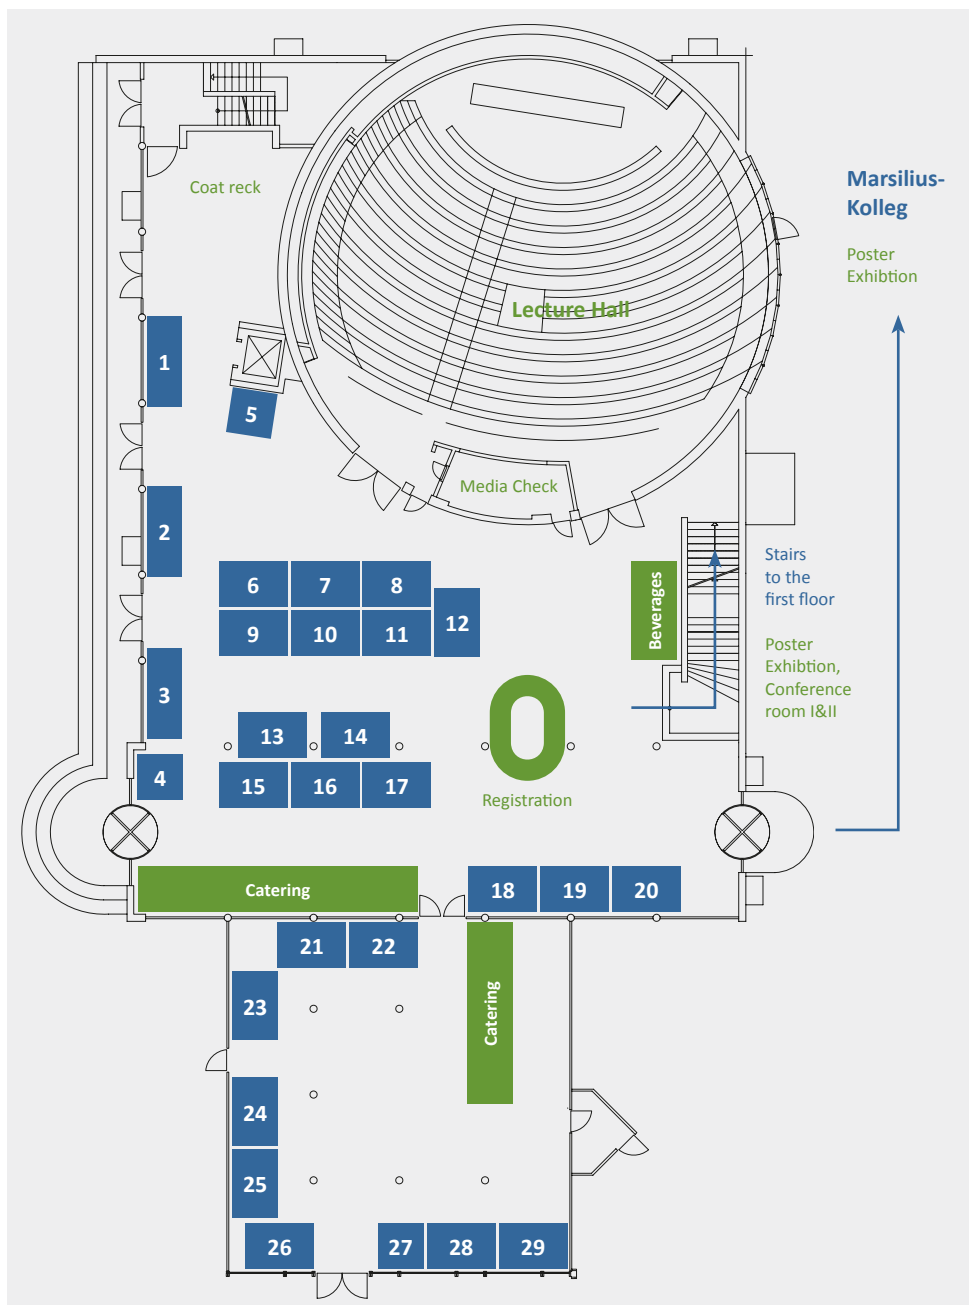 Coat reck
Marsilius-
Kolleg
Poster
Exhibtion
Lecture Hall
1
5
Media Check
2
6
7
8
9
10
11
12
Beverages
Stairs
to the
first floor
Poster
Exhibtion,
Conference
room I&II
3
13
14
4
15
16
17
Registration
Catering
18
19
20
21
22
23
Catering
24
25
26
27
28
29